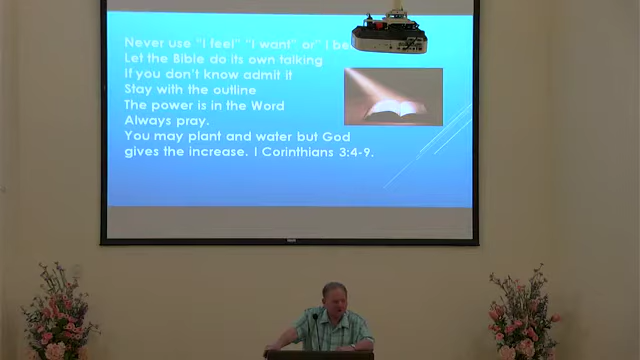 Never use "I feel" "I want" or" I be
Let the Bible do its own talking
If you don't know admit it
Stay with the outline
The power is in the Word
Always pray.
You may plant and water but God
gives the increase. I Corinthians 3:4-9.